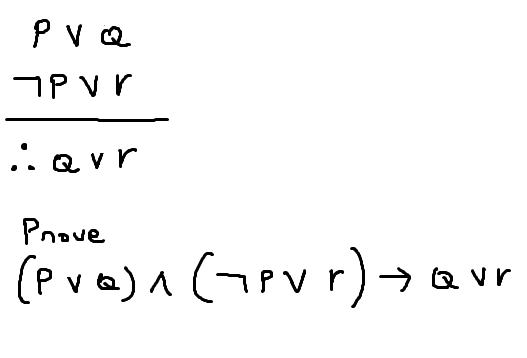 P ∨ Q
¬P ∨ r
∴ Q ∨ r
Prove
(P ∨ Q) ∧ (¬P ∨ r) → Q ∨ r